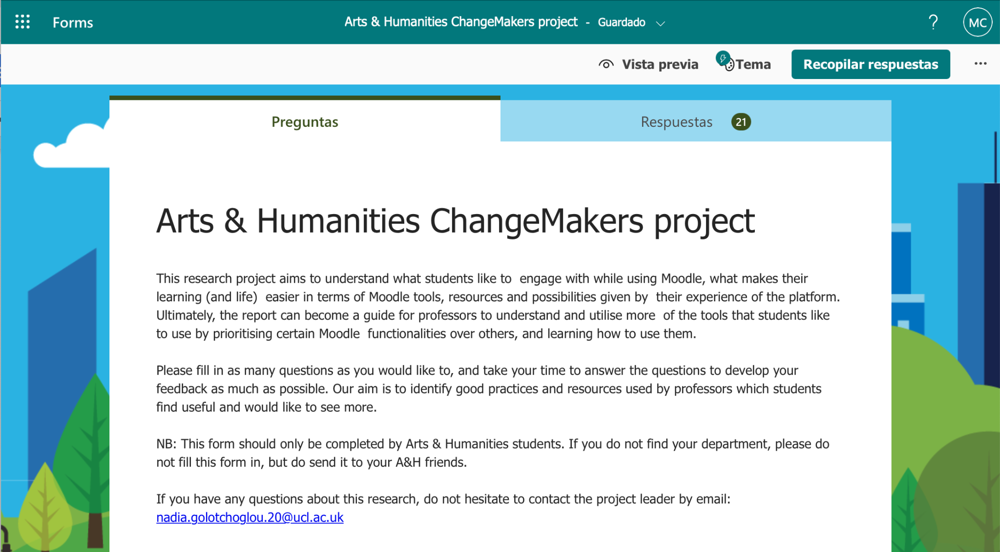 Forms
Arts & Humanities ChangeMakers project - Guardado
?
MC
Vista previa
Tema
Recopilar respuestas
...
Preguntas
Respuestas 21
Arts & Humanities ChangeMakers project
This research project aims to understand what students like to  engage with while using Moodle, what makes their
learning (and life)  easier in terms of Moodle tools, resources and possibilities given by  their experience of the platform.
Ultimately, the report can become a guide for professors to understand and utilise more  of the tools that students like
to use by prioritising certain Moodle  functionalities over others, and learning how to use them.
Please fill in as many questions as you would like to, and take your time to answer the questions to develop your
feedback as much as possible. Our aim is to identify good practices and resources used by professors which students
find useful and would like to see more.
NB: This form should only be completed by Arts & Humanities students. If you do not find your department, please do
not fill this form in, but do send it to your A&H friends.
If you have any questions about this research, do not hesitate to contact the project leader by email:
nadia.golotchoglou.20@ucl.ac.uk